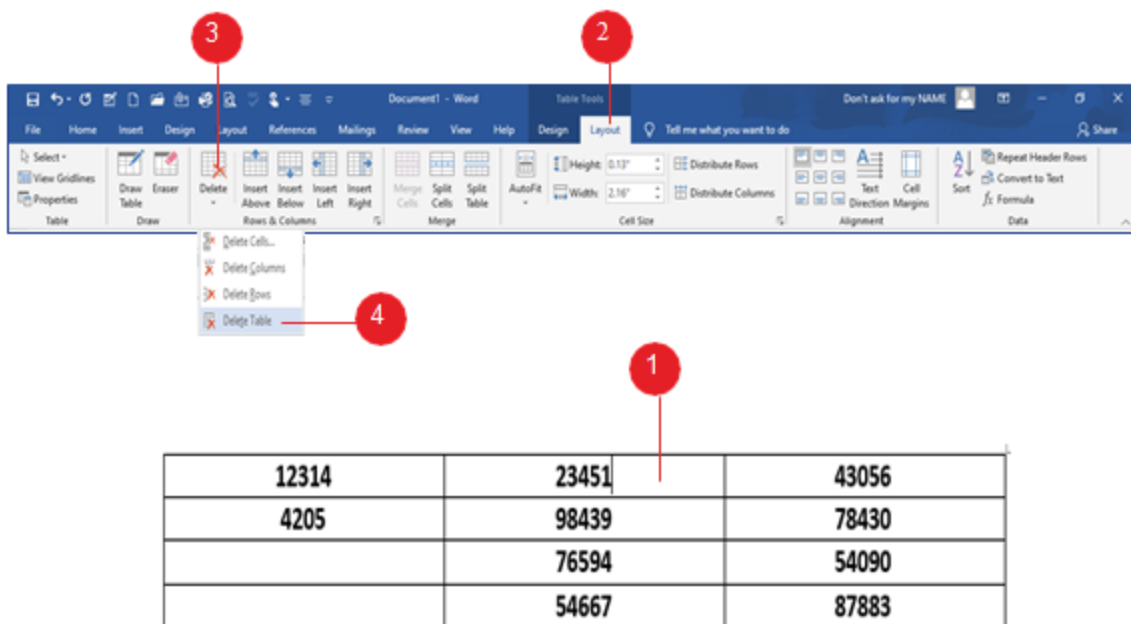 3
2
Document1 - Word
Table Tools
Don't ask for my NAME
File Home Insert Design Layout References Mailings Review View Help Design Layout Tell me what you want to do Share
Select
View Gridlines
Properties
Table
Draw Table
Eraser
Draw
Delete
Insert Above
Insert Below
Insert Left
Insert Right
Rows & Columns
Merge Cells
Split Cells
Split Table
Merge
AutoFit
Height: 0.13"
Width: 2.16"
Distribute Rows
Distribute Columns
Cell Size
Text Direction
Cell Margins
Alignment
Sort
Repeat Header Rows
Convert to Text
fx Formula
Data
Delete Cells...
Delete Columns
Delete Rows
Delete Table
4
1
12314 23451 43056
4205 98439 78430
76594 54090
54667 87883